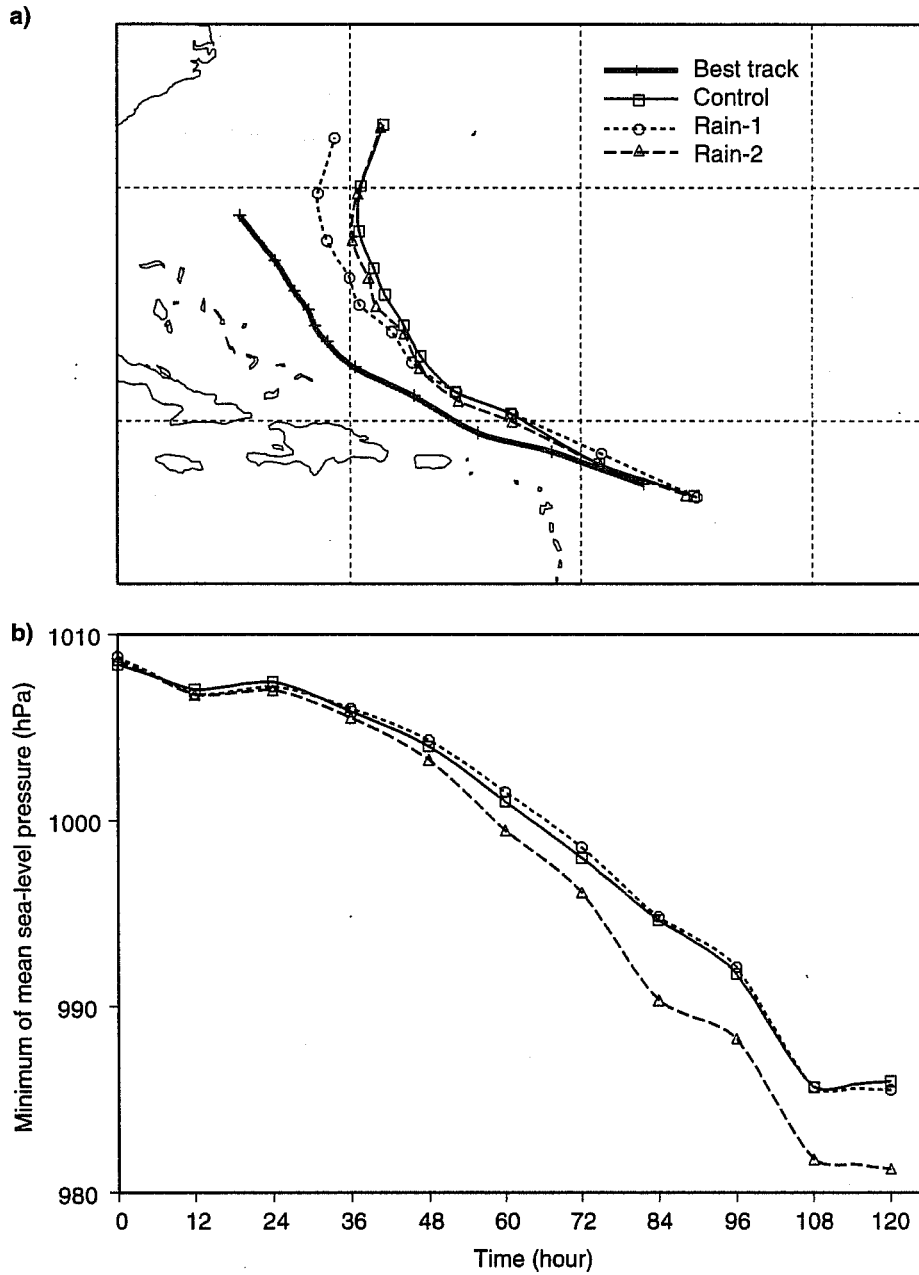 a)
Best track
Control
Rain-1
Rain-2
b)
Minimum of mean sea-level pressure (hPa)
1010
1000
990
980
0 12 24 36 48 60 72 84 96 108 120
Time (hour)